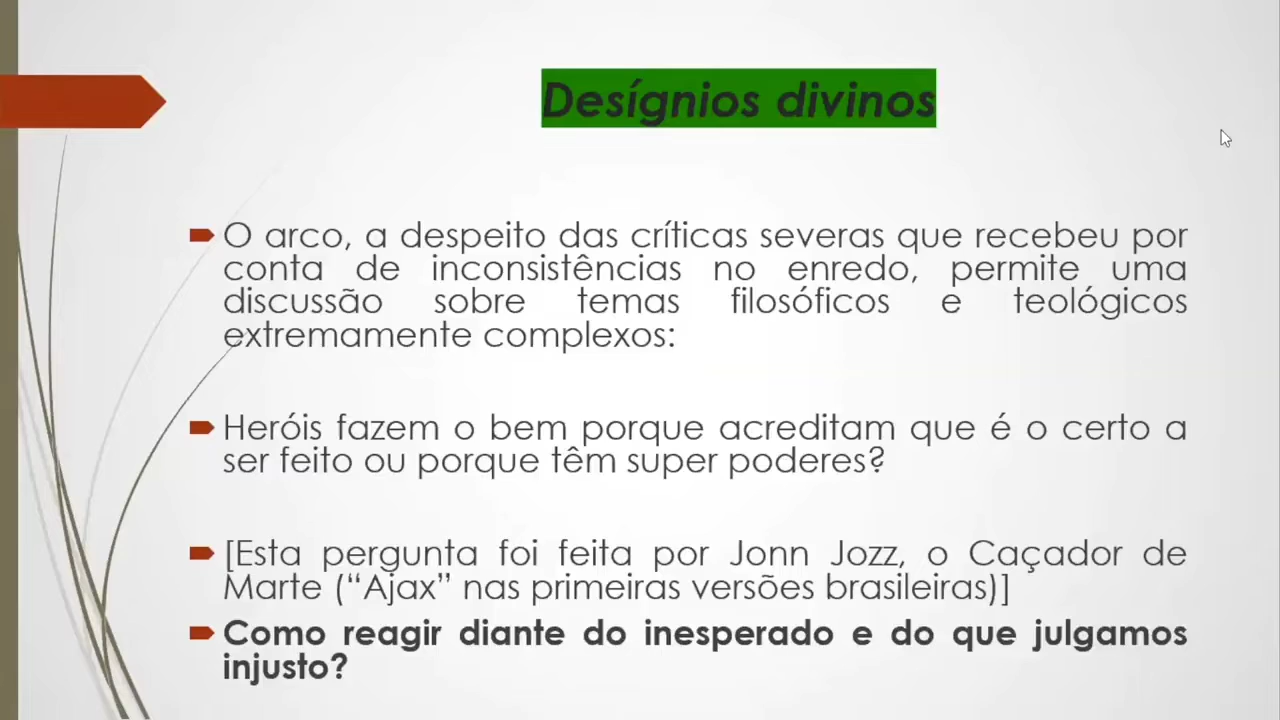 Desígnios divinos
O arco, a despeito das críticas severas que recebeu por
conta de inconsistências no enredo, permite uma
discussão sobre temas filosóficos e teológicos
extremamente complexos:
Heróis fazem o bem porque acreditam que é o certo a
ser feito ou porque têm super poderes?
[Esta pergunta foi feita por Jonn Jozz, o Caçador de
Marte (“Ajax” nas primeiras versões brasileiras)]
Como reagir diante do inesperado e do que julgamos
injusto?